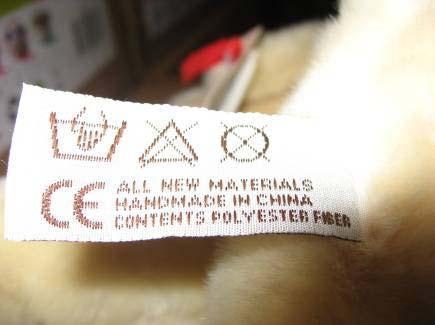 CE
ALL NEW MATERIALS
HANDMADE IN CHINA
CONTENTS POLYESTER FIBER